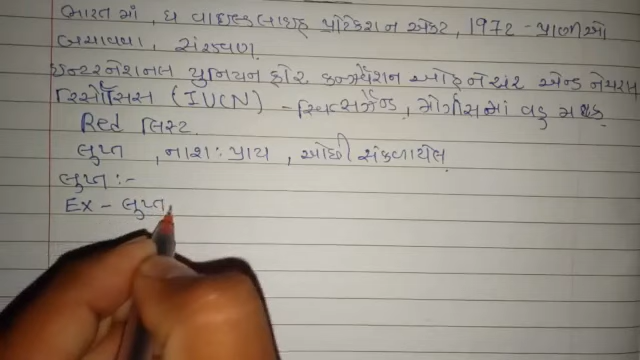 ભારત માં, ધ વાઇલ્ડ લાઇફ પ્રોટેક્શન એક્ટ, 1972 - પ્રાણીઓ
બચાવવા, સંરક્ષણ
ઇન્ટરનેશનલ યુનિયન ફોર કન્ઝર્વેશન ઓફ નેચર એન્ડ નેચરલ
રિસોર્સિસ (IUCN) - સ્વિત્ઝર્લેન્ડ, મોર્ગીસમાં વડુ મથક
Red લિસ્ટ
લુપ્ત, નાશ:પ્રાય, ઓછી સંકળાયેલ
લુપ્ત :-
EX - લુપ્ત